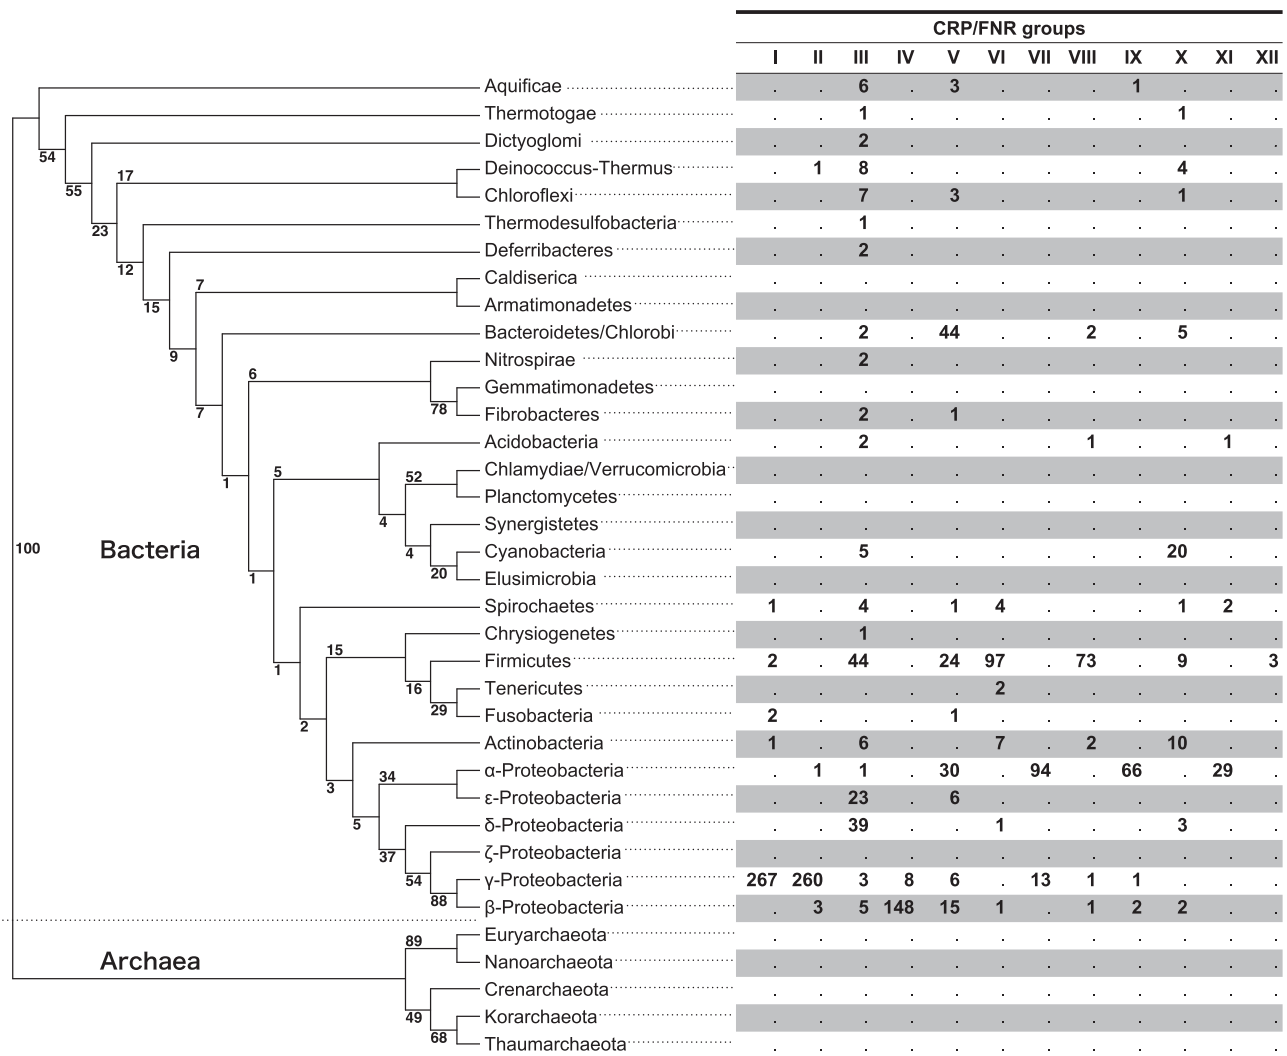 CRP/FNR groups
I II III IV V VI VII VIII IX X XI XII
Aquificae . . 6 . 3 . . . 1 . . .
Thermotogae . . 1 . . . . . . 1 . .
54
Dictyoglomi . . 2 . . . . . . . . .
Deinococcus-Thermus . 1 8 . . . . . . 4 . .
17
55
Chloroflexi . . 7 . 3 . . . . 1 . .
Thermodesulfobacteria . . 1 . . . . . . . . .
23
Deferribacteres . . 2 . . . . . . . . .
12
Caldiserica . . . . . . . . . . . .
7
Armatimonadetes . . . . . . . . . . . .
15
Bacteroidetes/Chlorobi . . 2 . 44 . . 2 . 5 . .
9
Nitrospirae . . 2 . . . . . . . . .
6
Gemmatimonadetes . . . . . . . . . . . .
78
7
Fibrobacteres . . 2 . 1 . . . . . . .
Acidobacteria . . 2 . . . . 1 . . 1 .
5
52
Chlamydiae/Verrucomicrobia . . . . . . . . . . . .
1
Planctomycetes . . . . . . . . . . . .
4
Synergistetes . . . . . . . . . . . .
100
Bacteria
4
Cyanobacteria . . 5 . . . . . . 20 . .
20
1
Elusimicrobia . . . . . . . . . . . .
Spirochaetes 1 . 4 . 1 4 . . . 1 2 .
Chrysiogenetes . . 1 . . . . . . . . .
15
Firmicutes 2 . 44 . 24 97 . 73 . 9 . 3
1
16
Tenericutes . . . . . 2 . . . . . .
29
Fusobacteria 2 . . . 1 . . . . . . .
2
Actinobacteria 1 . 6 . . 7 . 2 . 10 . .
α-Proteobacteria . 1 1 . 30 . 94 . 66 . 29 .
34
3
ε-Proteobacteria . . 23 . 6 . . . . . . .
5
δ-Proteobacteria . . 39 . . 1 . . . 3 . .
37
ζ-Proteobacteria . . . . . . . . . . . .
54
γ-Proteobacteria 267 260 3 8 6 . 13 1 1 . . .
88
β-Proteobacteria . 3 5 148 15 1 . 1 2 2 . .
Euryarchaeota . . . . . . . . . . . .
89
Archaea
Nanoarchaeota . . . . . . . . . . . .
Crenarchaeota . . . . . . . . . . . .
49
Korarchaeota . . . . . . . . . . . .
68
Thaumarchaeota . . . . . . . . . . . .